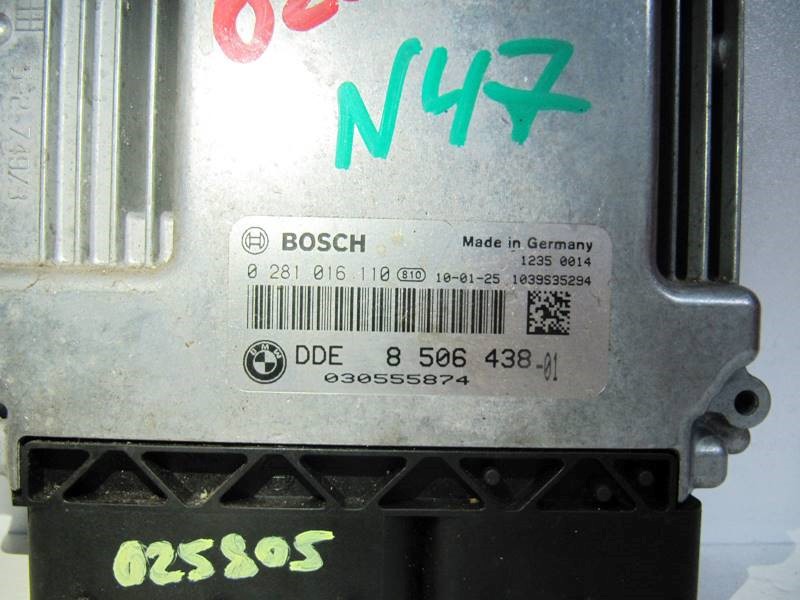 N47
BOSCH Made in Germany
1235 0014
0 281 016 110 810 10-01-25 1039S35294
BMW DDE 8 506 438-01
030555874
025805